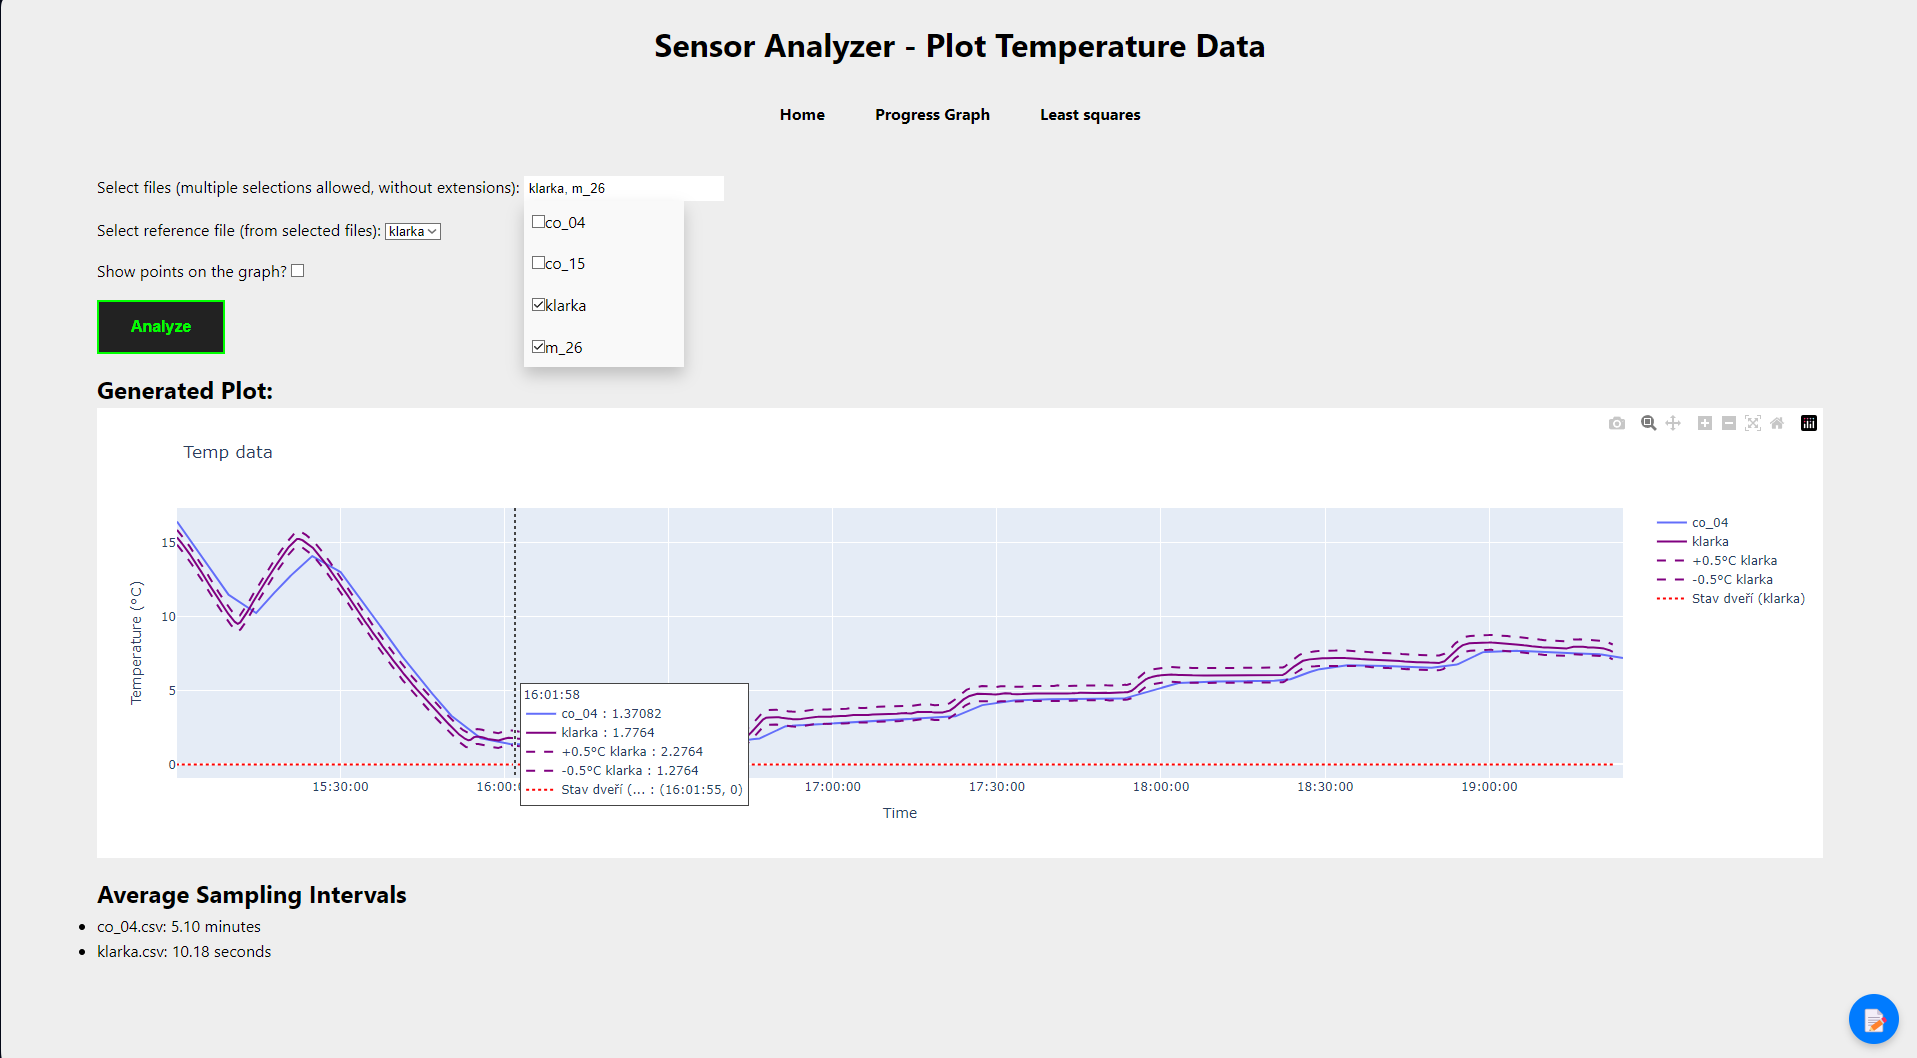 Sensor Analyzer - Plot Temperature Data
Home Progress Graph Least squares
Select files (multiple selections allowed, without extensions): klarka, m_26
co_04
Select reference file (from selected files): klarka
co_15
Show points on the graph?
klarka
Analyze
m_26
Generated Plot:
Temp data
co_04
klarka
+0.5°C klarka
-0.5°C klarka
Stav dveří (klarka)
15
10
5
0
Temperature (°C)
16:01:58
co_04 : 1.37082
klarka : 1.7764
+0.5°C klarka : 2.2764
-0.5°C klarka : 1.2764
Stav dveří (... : (16:01:55, 0)
15:30:00 16:00:0 17:00:00 17:30:00 18:00:00 18:30:00 19:00:00
Time
Average Sampling Intervals
co_04.csv: 5.10 minutes
klarka.csv: 10.18 seconds